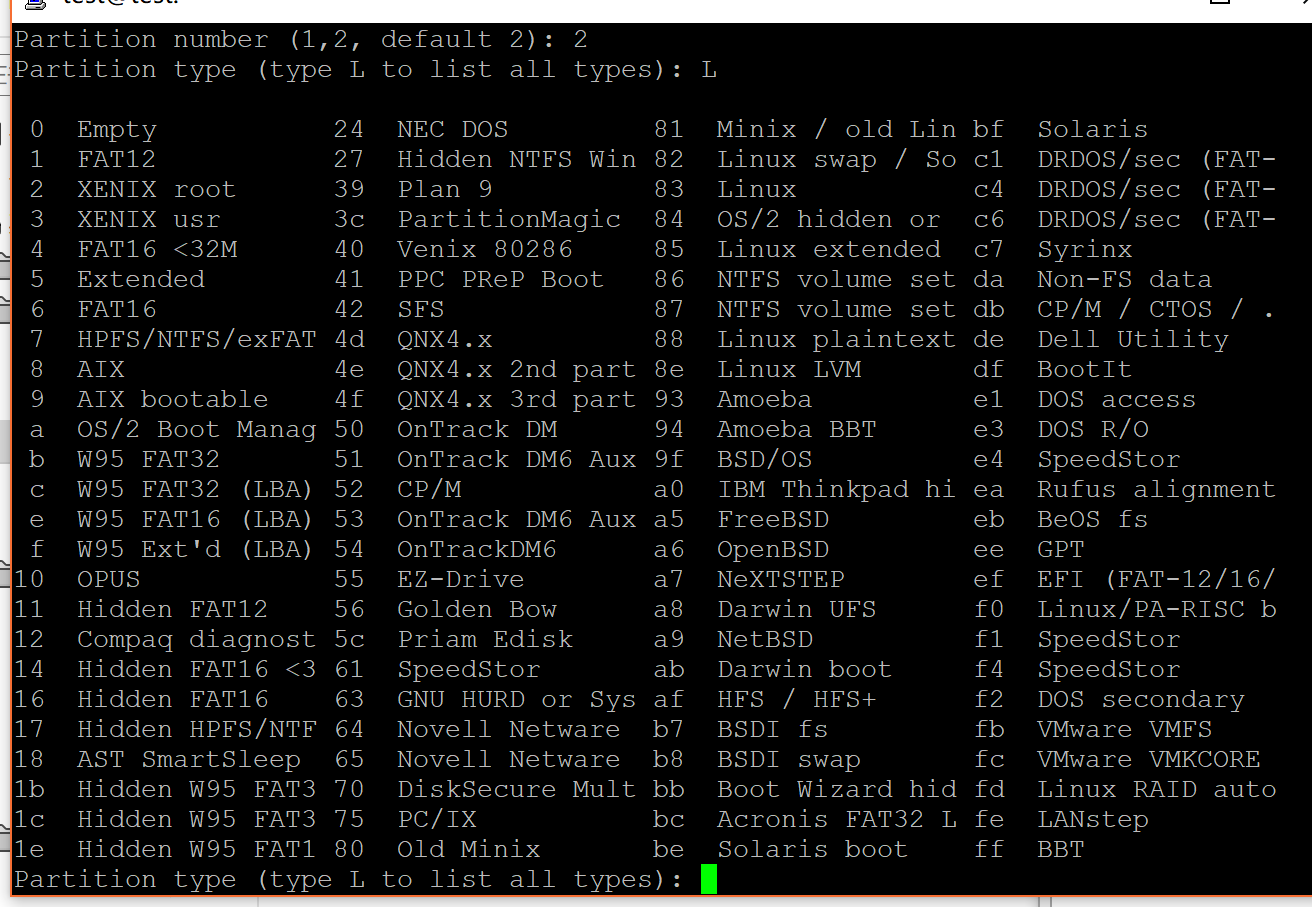 Partition number (1,2, default 2): 2
Partition type (type L to list all types): L
0 Empty 24 NEC DOS 81 Minix / old Lin bf Solaris
1 FAT12 27 Hidden NTFS Win 82 Linux swap / So c1 DRDOS/sec (FAT-
2 XENIX root 39 Plan 9 83 Linux c4 DRDOS/sec (FAT-
3 XENIX usr 3c PartitionMagic 84 OS/2 hidden or c6 DRDOS/sec (FAT-
4 FAT16 <32M 40 Venix 80286 85 Linux extended c7 Syrinx
5 Extended 41 PPC PReP Boot 86 NTFS volume set da Non-FS data
6 FAT16 42 SFS 87 NTFS volume set db CP/M / CTOS / .
7 HPFS/NTFS/exFAT 4d QNX4.x 88 Linux plaintext de Dell Utility
8 AIX 4e QNX4.x 2nd part 8e Linux LVM df BootIt
9 AIX bootable 4f QNX4.x 3rd part 93 Amoeba e1 DOS access
a OS/2 Boot Manag 50 OnTrack DM 94 Amoeba BBT e3 DOS R/O
b W95 FAT32 51 OnTrack DM6 Aux 9f BSD/OS e4 SpeedStor
c W95 FAT32 (LBA) 52 CP/M a0 IBM Thinkpad hi ea Rufus alignment
e W95 FAT16 (LBA) 53 OnTrack DM6 Aux a5 FreeBSD eb BeOS fs
f W95 Ext'd (LBA) 54 OnTrackDM6 a6 OpenBSD ee GPT
10 OPUS 55 EZ-Drive a7 NeXTSTEP ef EFI (FAT-12/16/
11 Hidden FAT12 56 Golden Bow a8 Darwin UFS f0 Linux/PA-RISC b
12 Compaq diagnost 5c Priam Edisk a9 NetBSD f1 SpeedStor
14 Hidden FAT16 <3 61 SpeedStor ab Darwin boot f4 SpeedStor
16 Hidden FAT16 63 GNU HURD or Sys af HFS / HFS+ f2 DOS secondary
17 Hidden HPFS/NTF 64 Novell Netware b7 BSDI fs fb VMware VMFS
18 AST SmartSleep 65 Novell Netware b8 BSDI swap fc VMware VMKCORE
1b Hidden W95 FAT3 70 DiskSecure Mult bb Boot Wizard hid fd Linux RAID auto
1c Hidden W95 FAT3 75 PC/IX bc Acronis FAT32 L fe LANstep
1e Hidden W95 FAT1 80 Old Minix be Solaris boot ff BBT
Partition type (type L to list all types):